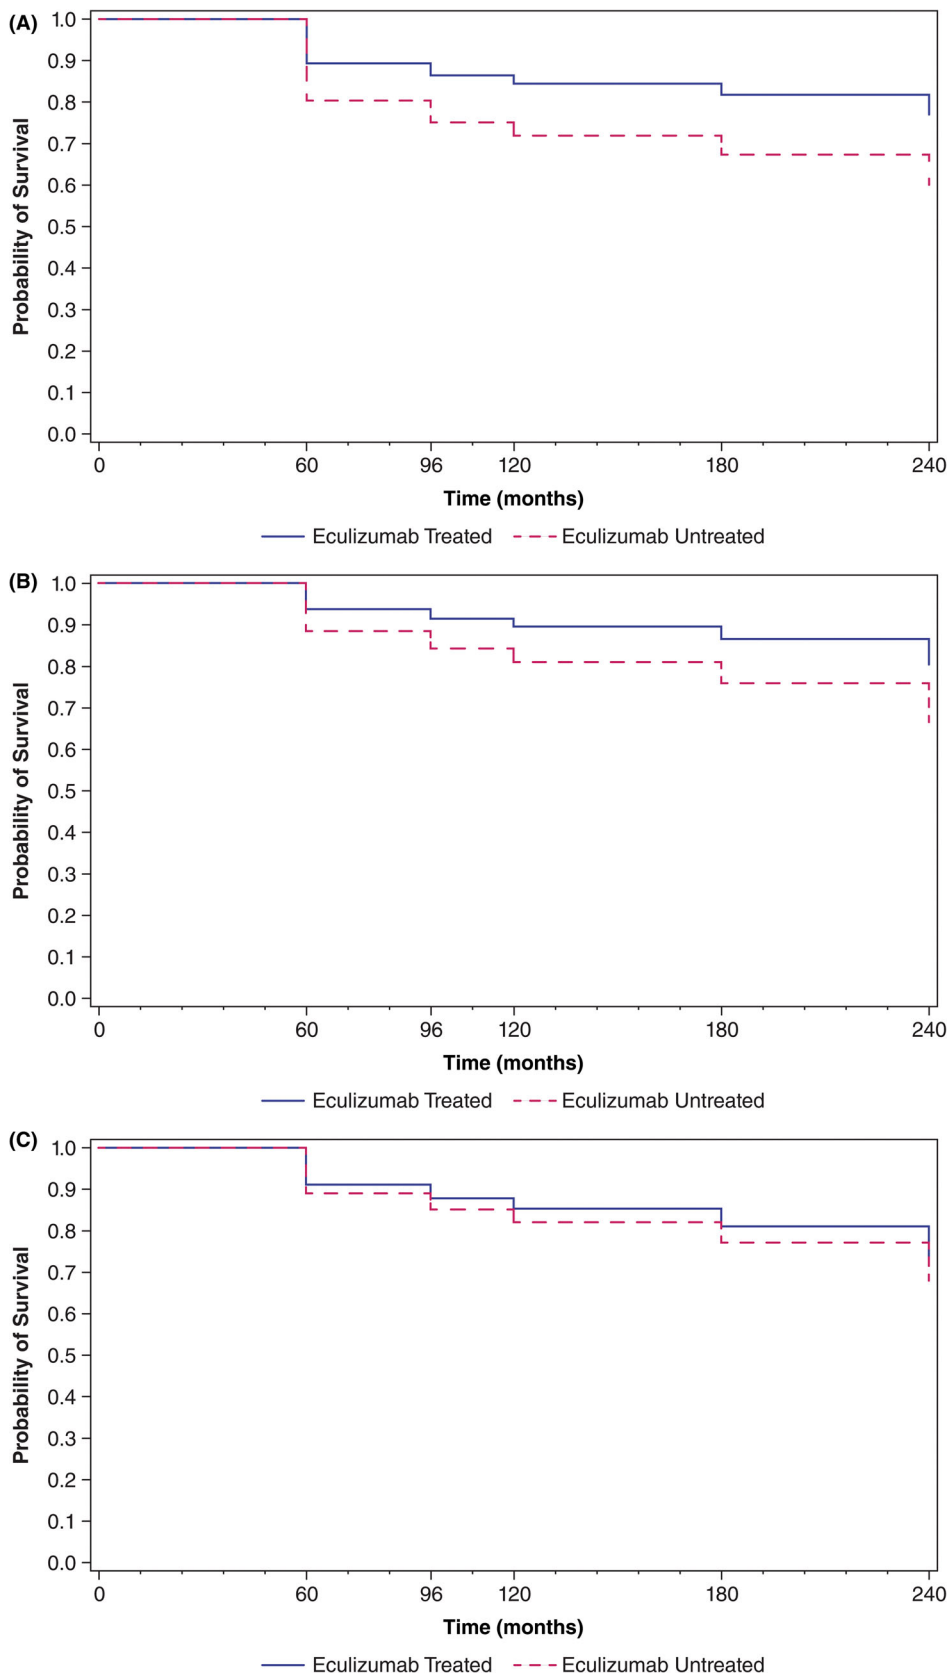 (A)
Probability of Survival
1.0
0.9
0.8
0.7
0.6
0.5
0.4
0.3
0.2
0.1
0.0
0 60 96 120 180 240
Time (months)
Eculizumab Treated Eculizumab Untreated
(B)
Probability of Survival
1.0
0.9
0.8
0.7
0.6
0.5
0.4
0.3
0.2
0.1
0.0
0 60 96 120 180 240
Time (months)
Eculizumab Treated Eculizumab Untreated
(C)
Probability of Survival
1.0
0.9
0.8
0.7
0.6
0.5
0.4
0.3
0.2
0.1
0.0
0 60 96 120 180 240
Time (months)
Eculizumab Treated Eculizumab Untreated